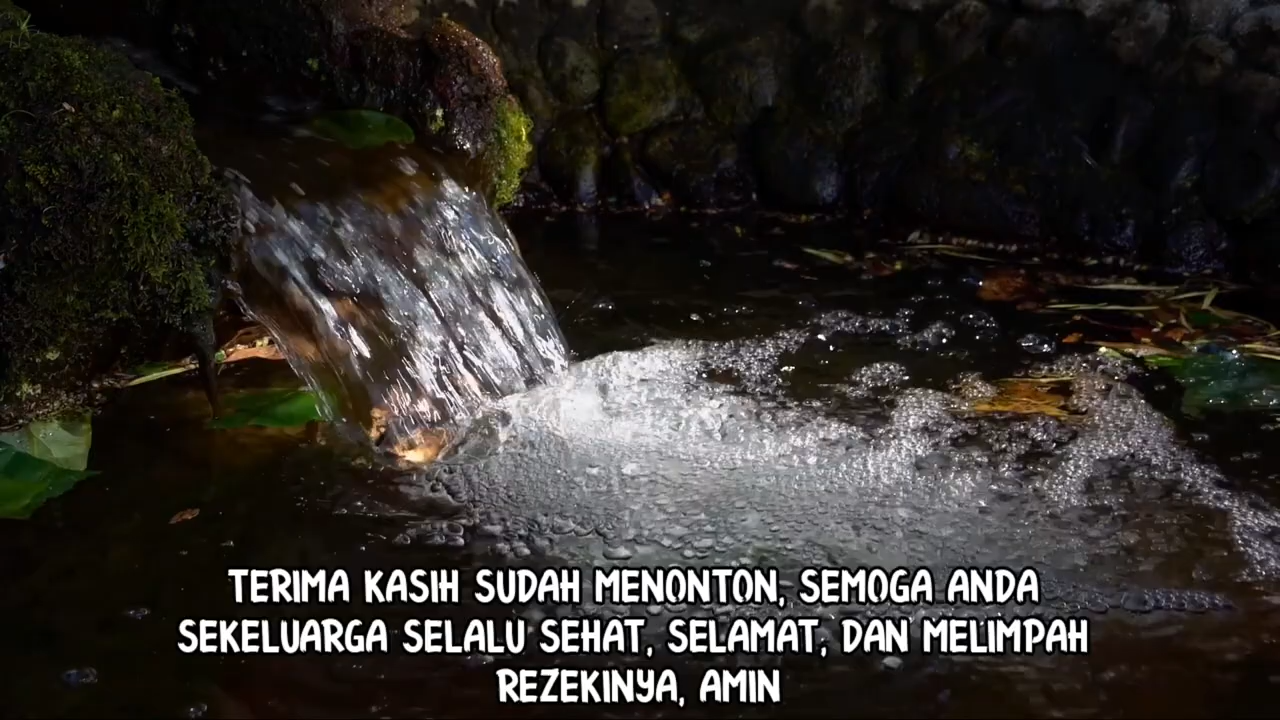 TERIMA KASIH SUDAH MENONTON, SEMOGA ANDA
SEKELUARGA SELALU SEHAT, SELAMAT, DAN MELIMPAH
REZEKINYA, AMIN